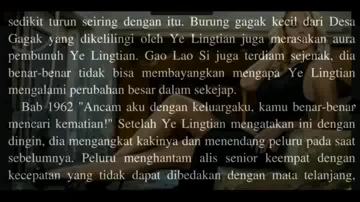 sedikit turun seiring dengan itu. Burung gagak kecil dari Desa
Gagak yang dikelilingi oleh Ye Lingtian juga merasakan aura
pembunuh Ye Lingtian. Gao Lao Si juga terdiam sejenak, dia
benar-benar tidak bisa membayangkan mengapa Ye Lingtian
mengalami perubahan besar dalam sekejap.
Bab 1962 "Ancam aku dengan keluargaku, kamu benar-benar
mencari kematian!" Setelah Ye Lingtian mengatakan ini dengan
dingin, dia mengangkat kakinya dan menendang peluru pada saat
sebelumnya. Peluru menghantam alis senior keempat dengan
kecepatan yang tidak dapat dibedakan dengan mata telanjang,